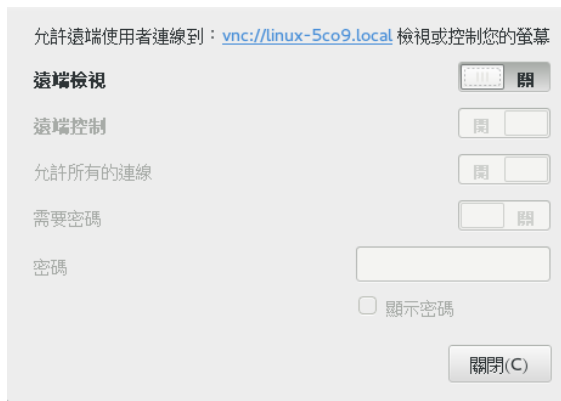 允許遠端使用者連線到：vnc://linux-5co9.local 檢視或控制您的螢幕
遠端檢視 關
遠端控制 開
允許所有的連線 開
需要密碼 關
密碼
顯示密碼
關閉(C)